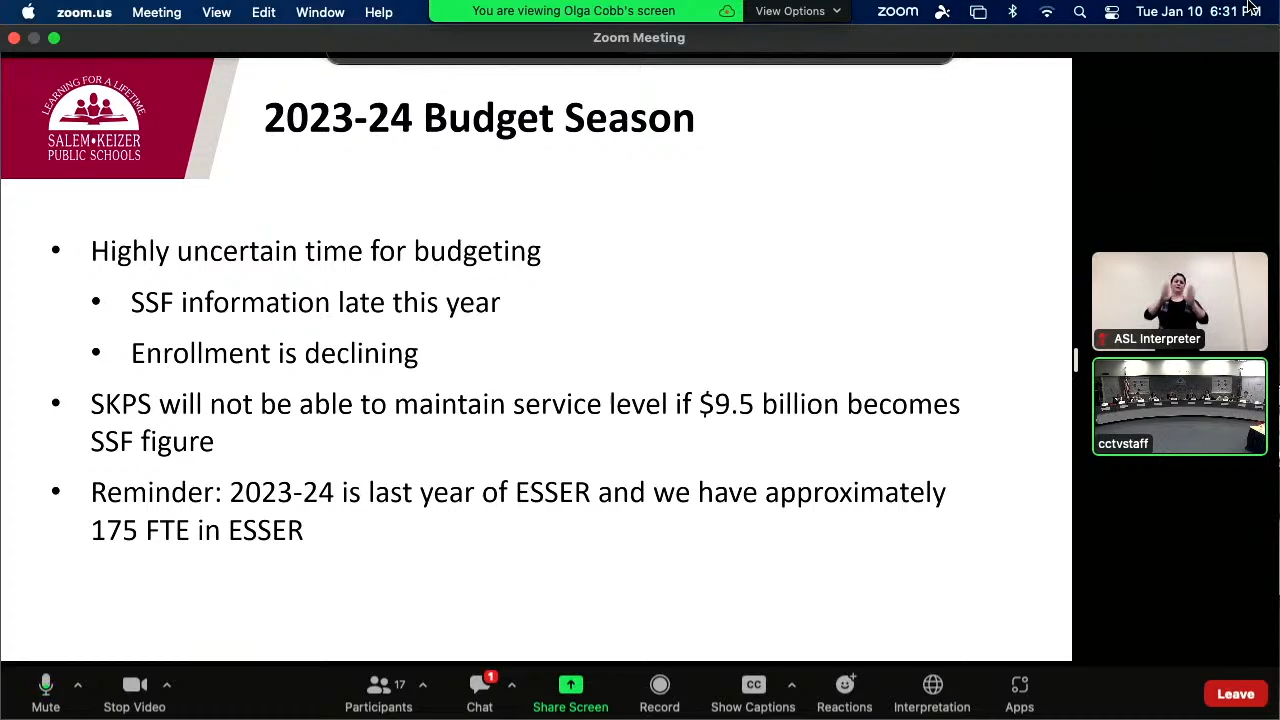 zoom.us Meeting View Edit Window Help
You are viewing Olga Cobb's screen
View Options
zoom
Tue Jan 10 6:31 PM
Zoom Meeting
LEARNING FOR A LIFETIME
SALEM•KEIZER
PUBLIC SCHOOLS
2023-24 Budget Season
• Highly uncertain time for budgeting
• SSF information late this year
• Enrollment is declining
• SKPS will not be able to maintain service level if $9.5 billion becomes
SSF figure
• Reminder: 2023-24 is last year of ESSER and we have approximately
175 FTE in ESSER
ASL Interpreter
cctvstaff
17
1
CC
Mute
Stop Video
Participants
Chat
Share Screen
Record
Show Captions
Reactions
Interpretation
Apps
Leave